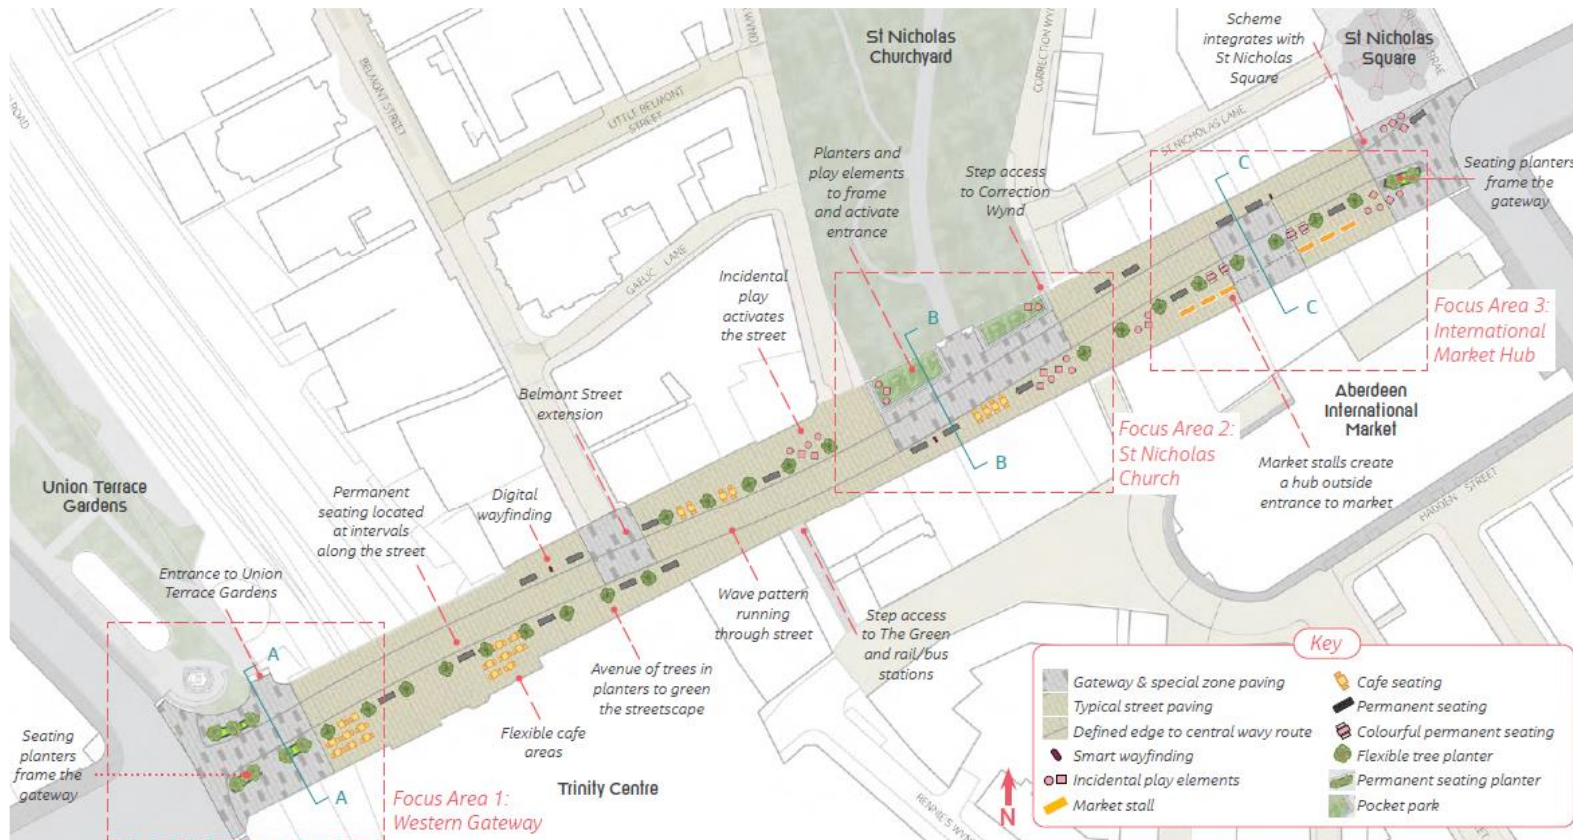 St Nicholas
Churchyard
Scheme
integrates with
St Nicholas
Square
St Nicholas
Square
BELMONT STREET
LITTLE BELMONT
STREET
CORRECTION WYND
ST NICHOLAS LANE
GAELIC LANE
ROAD
WYND
Planters and
play elements
to frame
and activate
entrance
Step access
to Correction
Wynd
C
C
Seating planters
frame the
gateway
Incidental
play
activates
the street
B
B
Focus Area 3:
International
Market Hub
Belmont Street
extension
Aberdeen
International
Market
Focus Area 2:
St Nicholas
Church
Market stalls create
a hub outside
entrance to market
HADDEN STREET
Union Terrace
Gardens
Permanent
seating located
at intervals
along the street
Digital
wayfinding
Entrance to Union
Terrace Gardens
Wave pattern
running
through street
Step access
to The Green
and rail/bus
stations
Avenue of trees in
planters to green
the streetscape
A
A
Flexible cafe
areas
Seating
planters
frame the
gateway
Trinity Centre
Focus Area 1:
Western Gateway
RENNIE'S WYND
N
Key
Gateway & special zone paving
Typical street paving
Defined edge to central wavy route
Smart wayfinding
Incidental play elements
Market stall
Cafe seating
Permanent seating
Colourful permanent seating
Flexible tree planter
Permanent seating planter
Pocket park